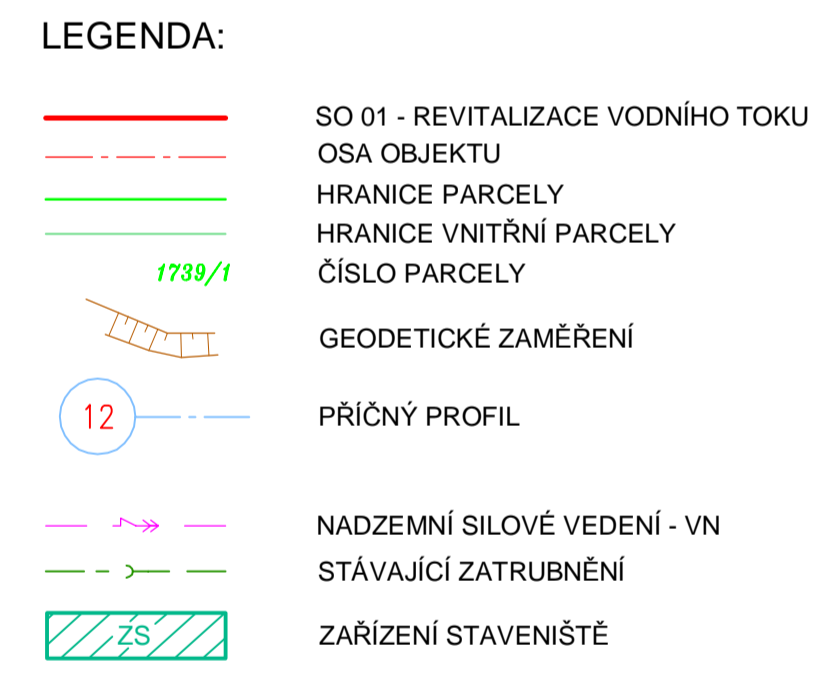 LEGENDA:
SO 01 - REVITALIZACE VODNÍHO TOKU
OSA OBJEKTU
HRANICE PARCELY
HRANICE VNITŘNÍ PARCELY
1739/1 ČÍSLO PARCELY
GEODETICKÉ ZAMĚŘENÍ
12 PŘÍČNÝ PROFIL
NADZEMNÍ SILOVÉ VEDENÍ - VN
STÁVAJÍCÍ ZATRUBNĚNÍ
ZS ZAŘÍZENÍ STAVENIŠTĚ